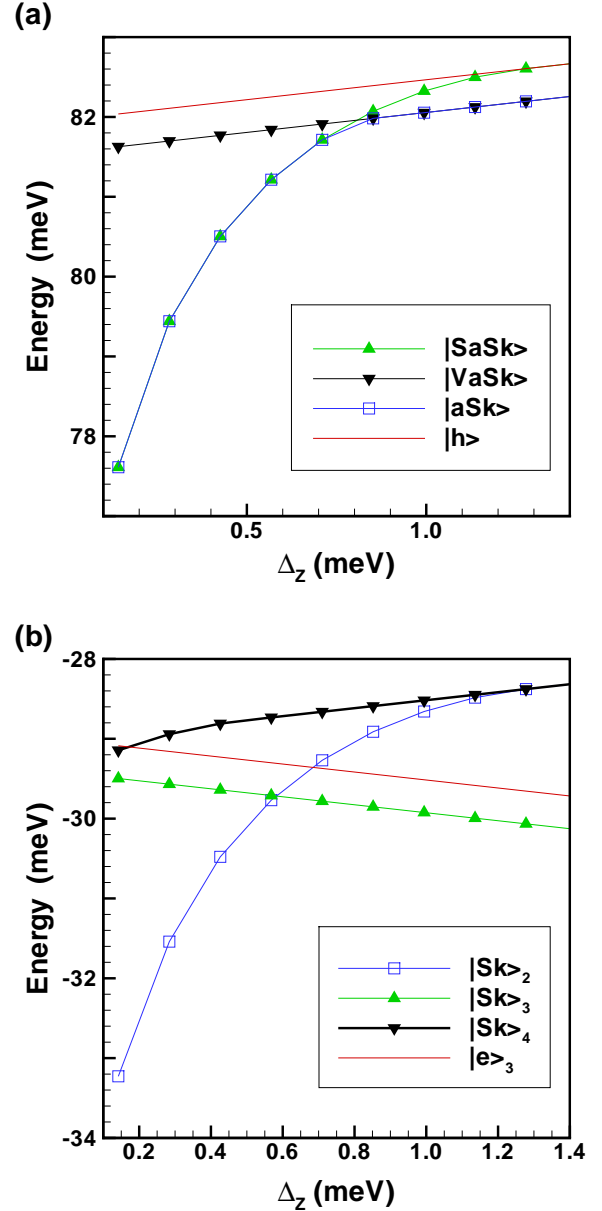 (a)
82
80
78
Energy (meV)
|SaSk>
|VaSk>
|aSk>
|h>
0.5 1.0
Δz (meV)
(b)
-28
-30
-32
-34
Energy (meV)
|Sk>2
|Sk>3
|Sk>4
|e>3
0.2 0.4 0.6 0.8 1.0 1.2 1.4
Δz (meV)